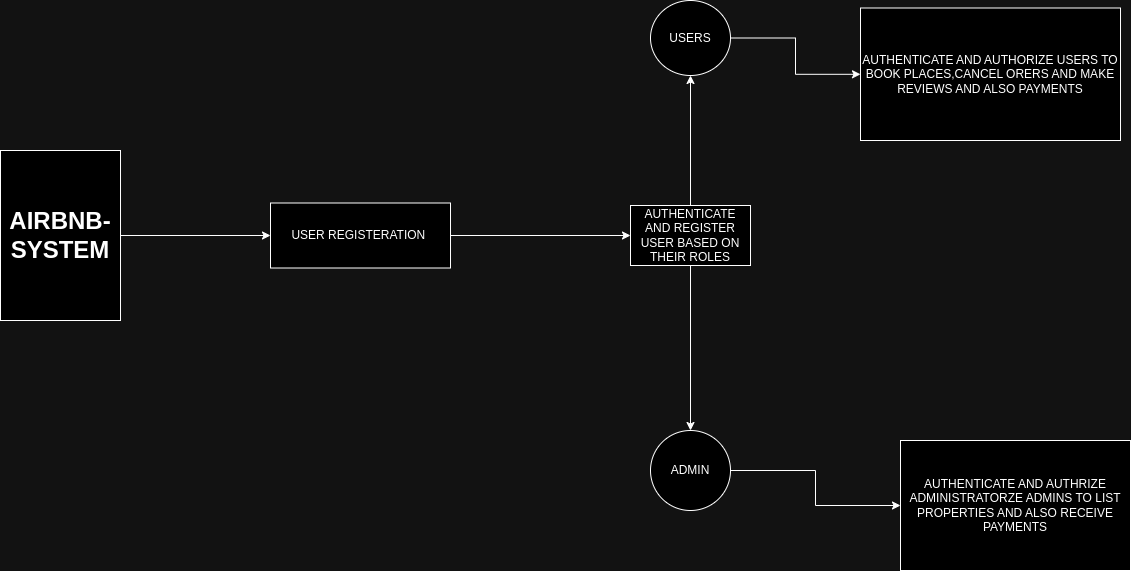 USERS
AUTHENTICATE AND AUTHORIZE USERS TO
BOOK PLACES,CANCEL ORERS AND MAKE
REVIEWS AND ALSO PAYMENTS
AIRBNB-
SYSTEM
USER REGISTERATION
AUTHENTICATE
AND REGISTER
USER BASED ON
THEIR ROLES
ADMIN
AUTHENTICATE AND AUTHRIZE
ADMINISTRATORZE ADMINS TO LIST
PROPERTIES AND ALSO RECEIVE
PAYMENTS